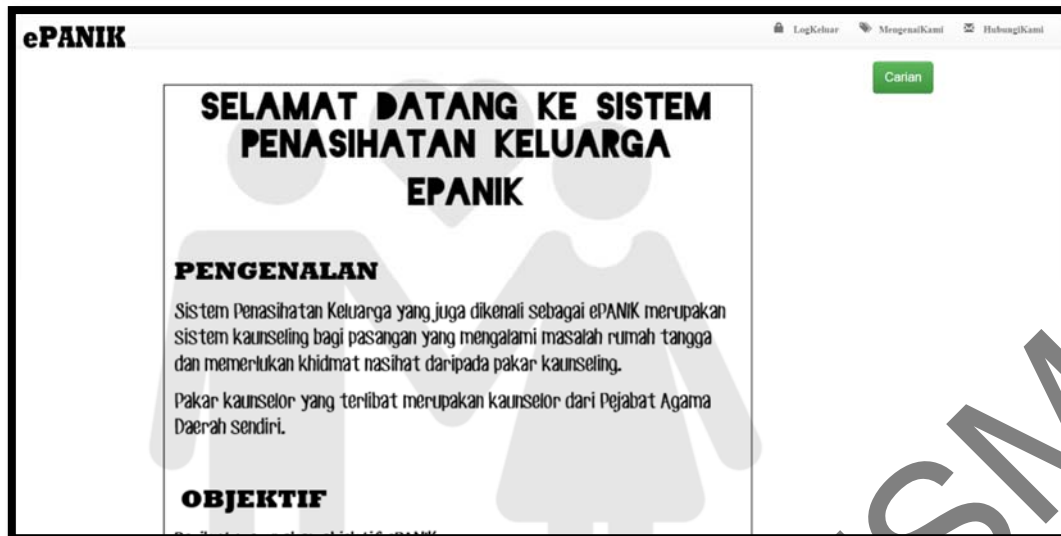 ePANIK
LogKeluar MengenaiKami HubungiKami
Carian
SELAMAT DATANG KE SISTEM
PENASIHATAN KELUARGA
EPANIK
PENGENALAN
Sistem Penasihatan Keluarga yang juga dikenali sebagai ePANIK merupakan
sistem kaunseling bagi pasangan yang mengalami masalah rumah tangga
dan memerlukan khidmat nasihat daripada pakar kaunseling.
Pakar kaunselor yang terlibat merupakan kaunselor dari Pejabat Agama
Daerah sendiri.
OBJEKTIF
SM